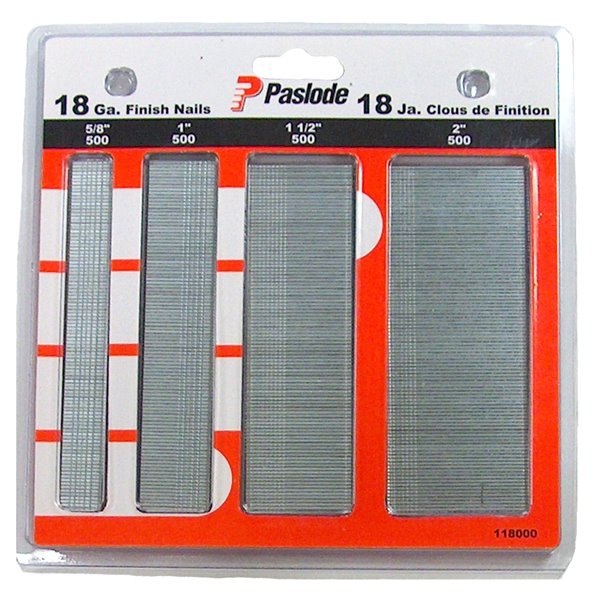 Paslode
18 Ga. Finish Nails 18 Ja. Clous de Finition
5/8" 1" 1 1/2" 2"
500 500 500 500
118000